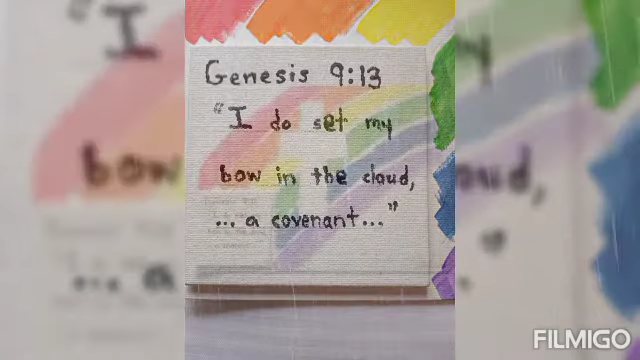 Genesis 9:13
"I do set my
bow in the cloud,
... a covenant..."
FILMIGO